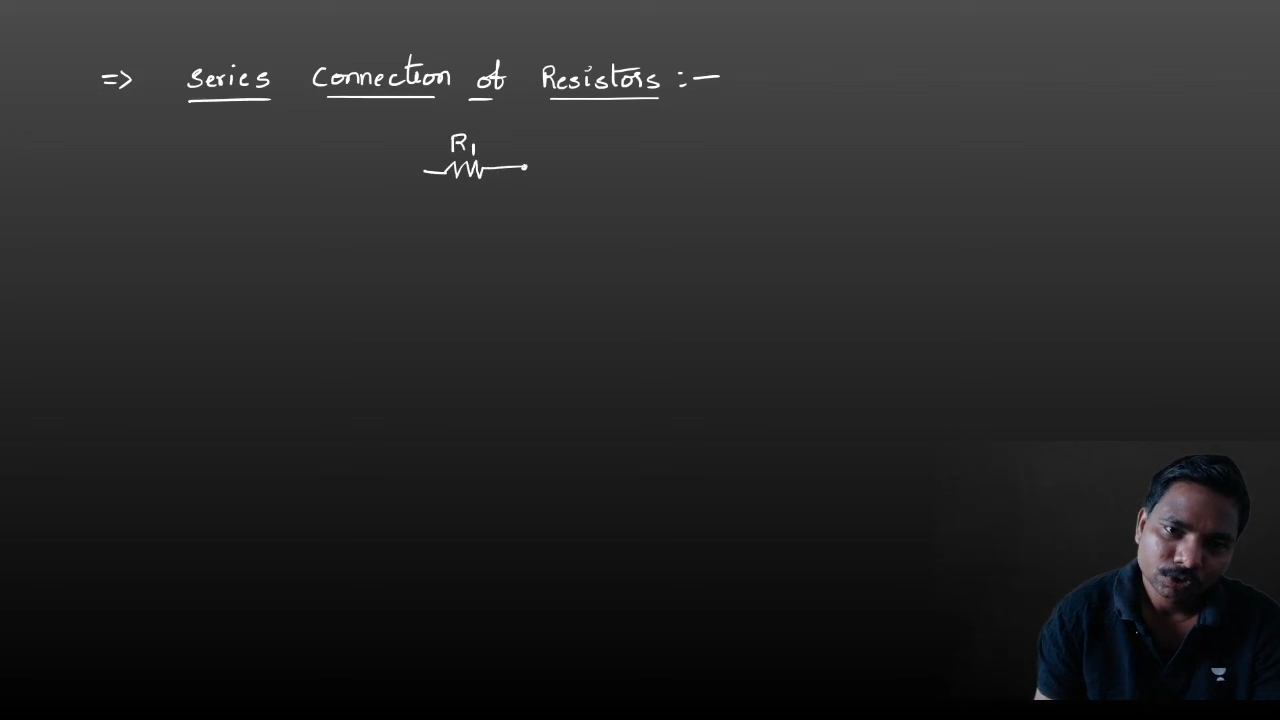 => Series Connection of Resistors :-
R1